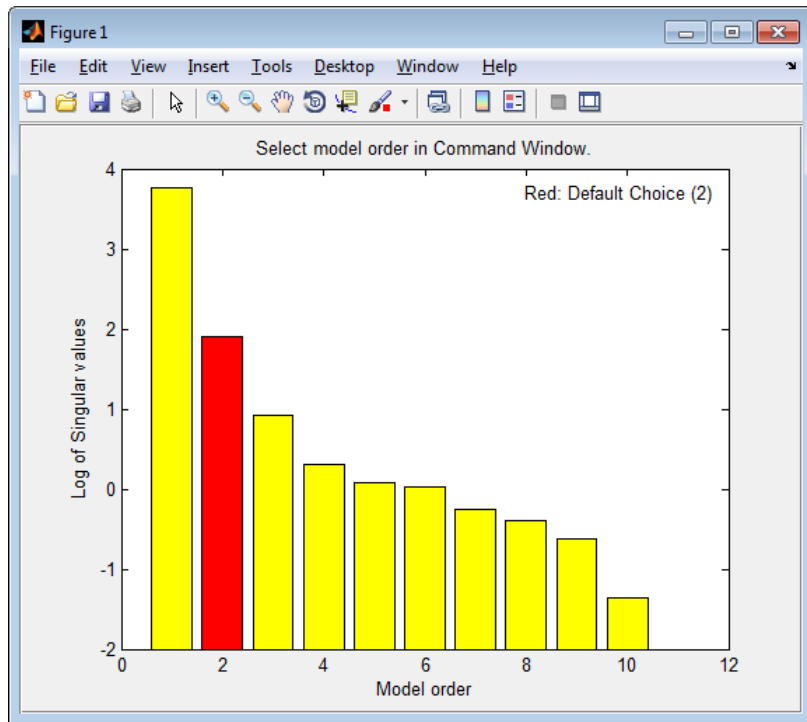 Figure 1
File Edit View Insert Tools Desktop Window Help
Select model order in Command Window.
Red: Default Choice (2)
4
3
2
1
0
-1
-2
Log of Singular values
0 2 4 6 8 10 12
Model order